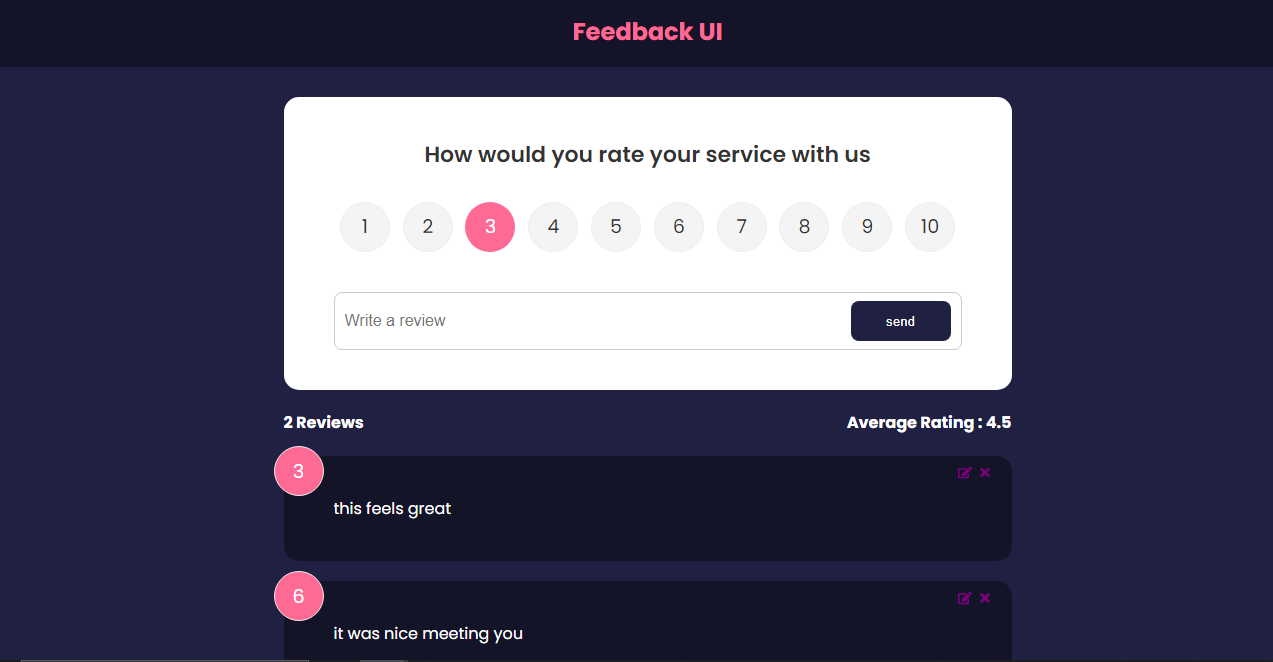 Feedback UI
How would you rate your service with us
1 2 3 4 5 6 7 8 9 10
Write a review send
2 Reviews Average Rating : 4.5
3
this feels great
6
it was nice meeting you